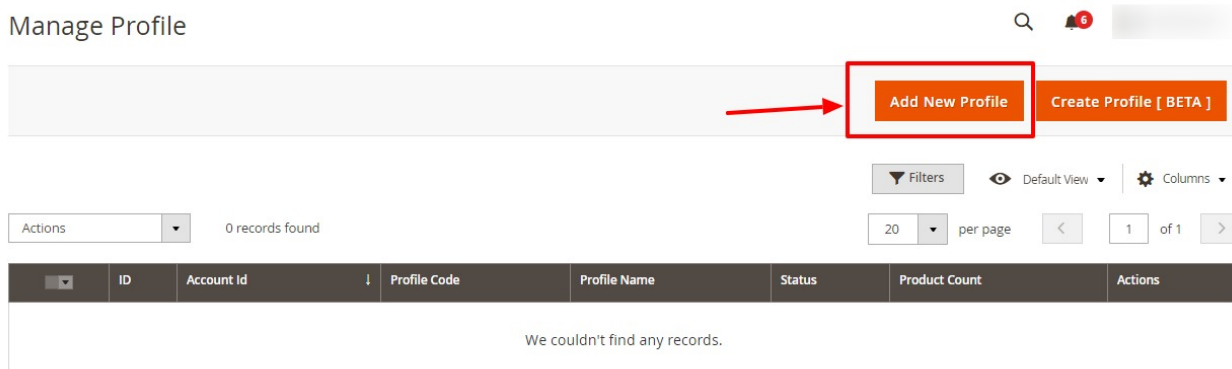 Manage Profile
6
Add New Profile Create Profile [ BETA ]
Filters Default View Columns
Actions 0 records found 20 per page 1 of 1
ID Account Id ↓ Profile Code Profile Name Status Product Count Actions
We couldn't find any records.